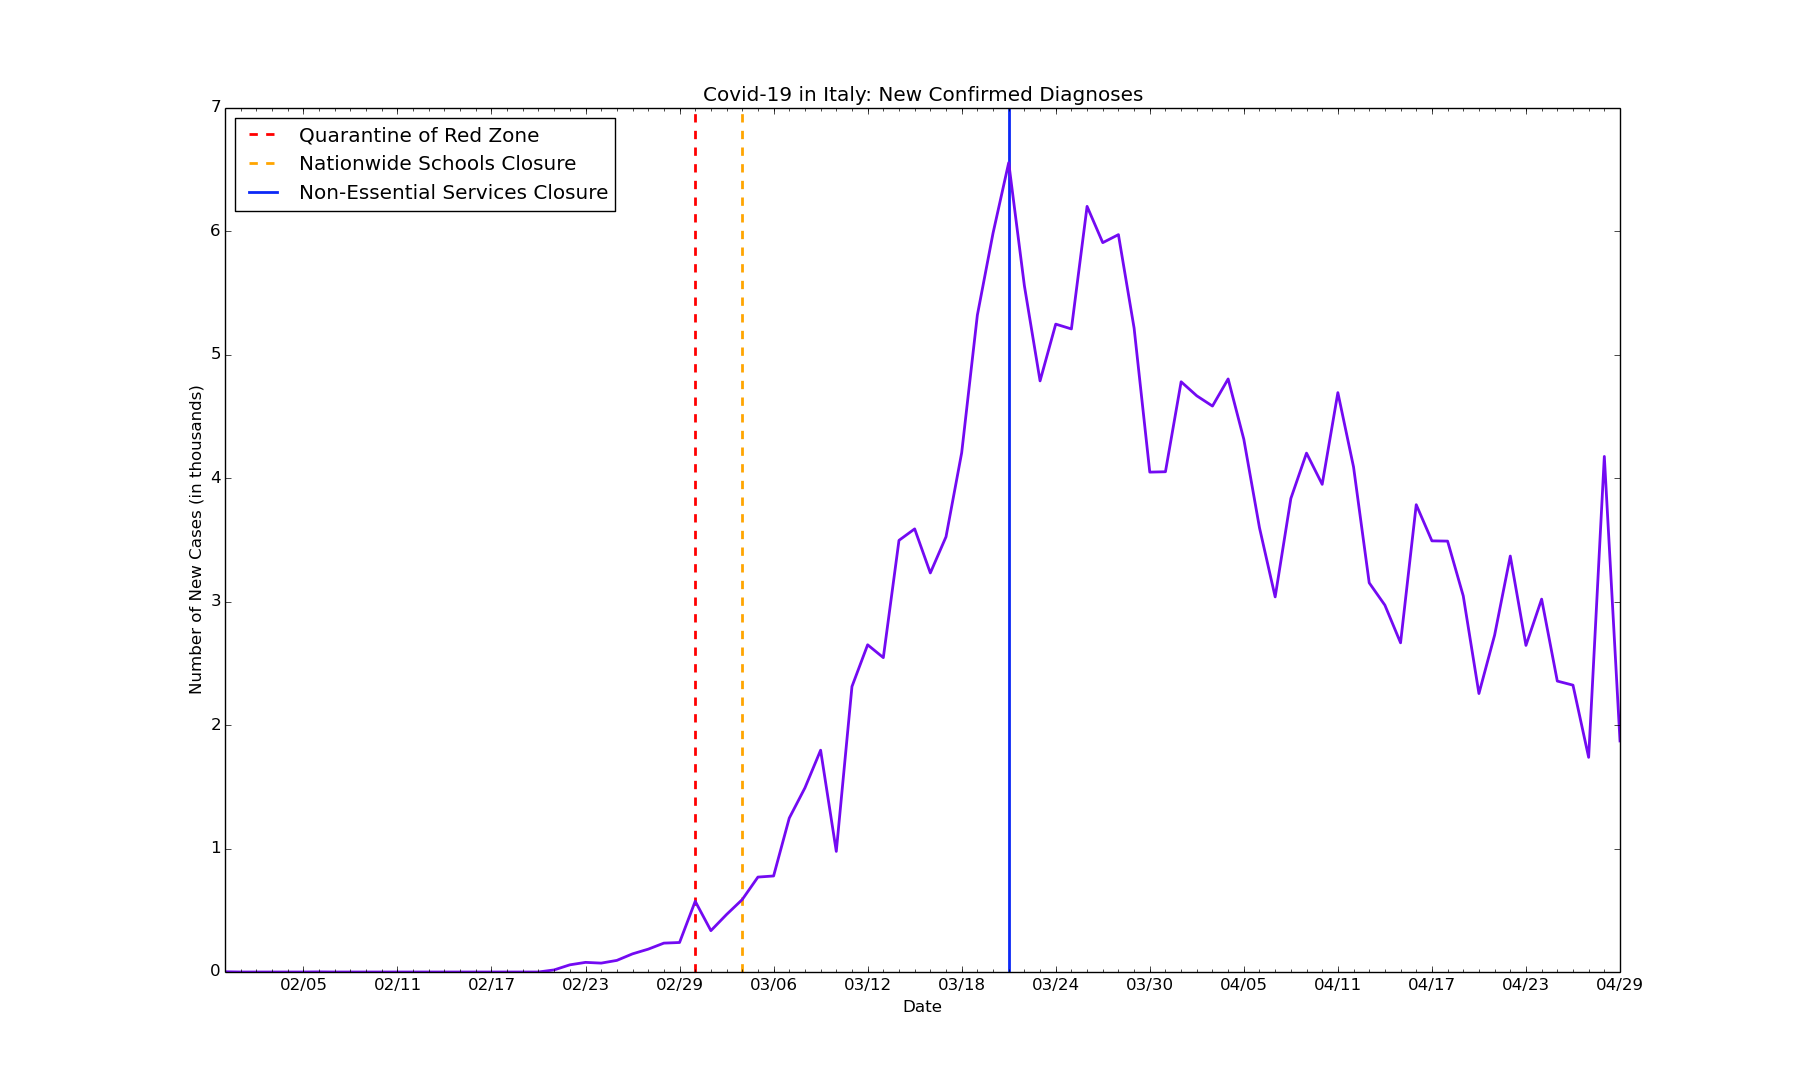 Covid-19 in Italy: New Confirmed Diagnoses
Quarantine of Red Zone
Nationwide Schools Closure
Non-Essential Services Closure
Number of New Cases (in thousands)
7
6
5
4
3
2
1
0
02/05 02/11 02/17 02/23 02/29 03/06 03/12 03/18 03/24 03/30 04/05 04/11 04/17 04/23 04/29
Date